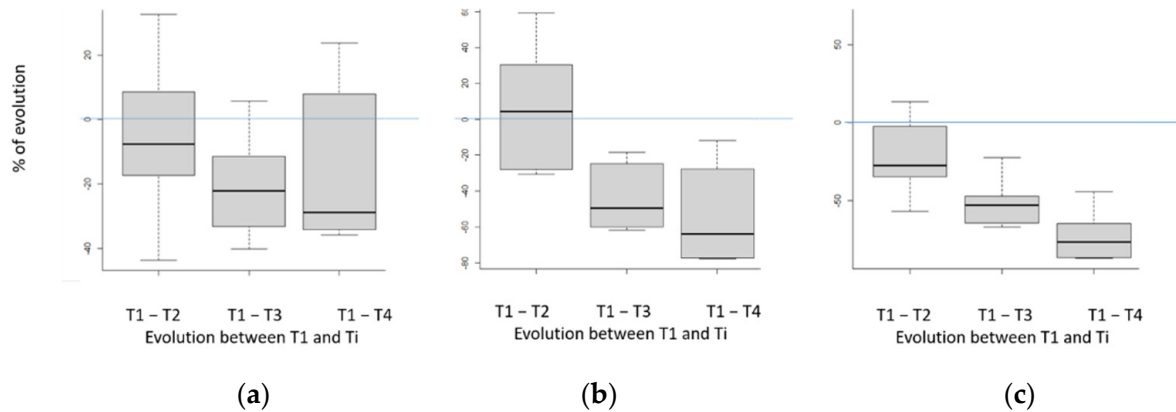 % of evolution
20
0
-20
-40
T1 – T2 T1 – T3 T1 – T4
Evolution between T1 and Ti
(a)
60
40
20
0
-20
-40
-60
-80
T1 – T2 T1 – T3 T1 – T4
Evolution between T1 and Ti
(b)
50
0
-50
T1 – T2 T1 – T3 T1 – T4
Evolution between T1 and Ti
(c)